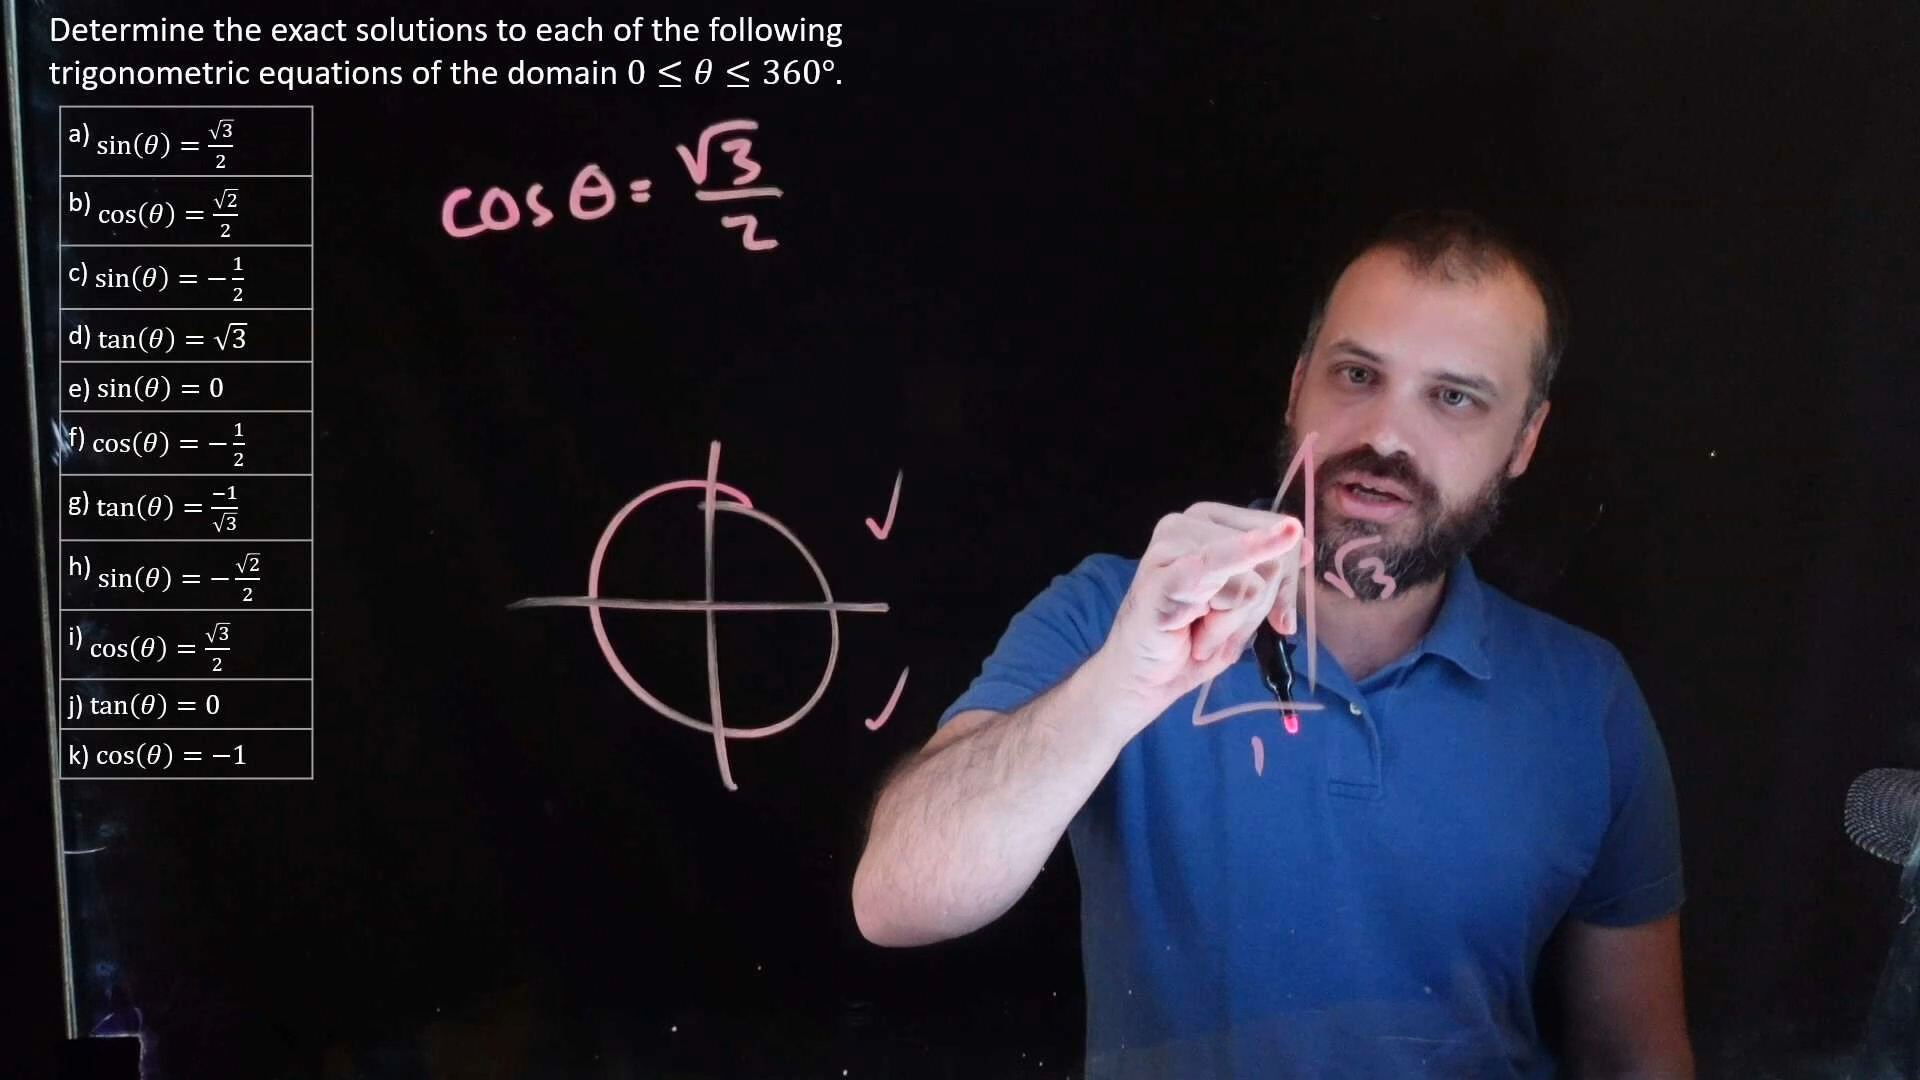 Determine the exact solutions to each of the following
trigonometric equations of the domain 0 ≤ θ ≤ 360°.
a) sin(θ) = √3/2
b) cos(θ) = √2/2
c) sin(θ) = −1/2
d) tan(θ) = √3
e) sin(θ) = 0
f) cos(θ) = −1/2
g) tan(θ) = −1/√3
h) sin(θ) = −√2/2
i) cos(θ) = √3/2
j) tan(θ) = 0
k) cos(θ) = −1
cos θ = √3/2
√3
1